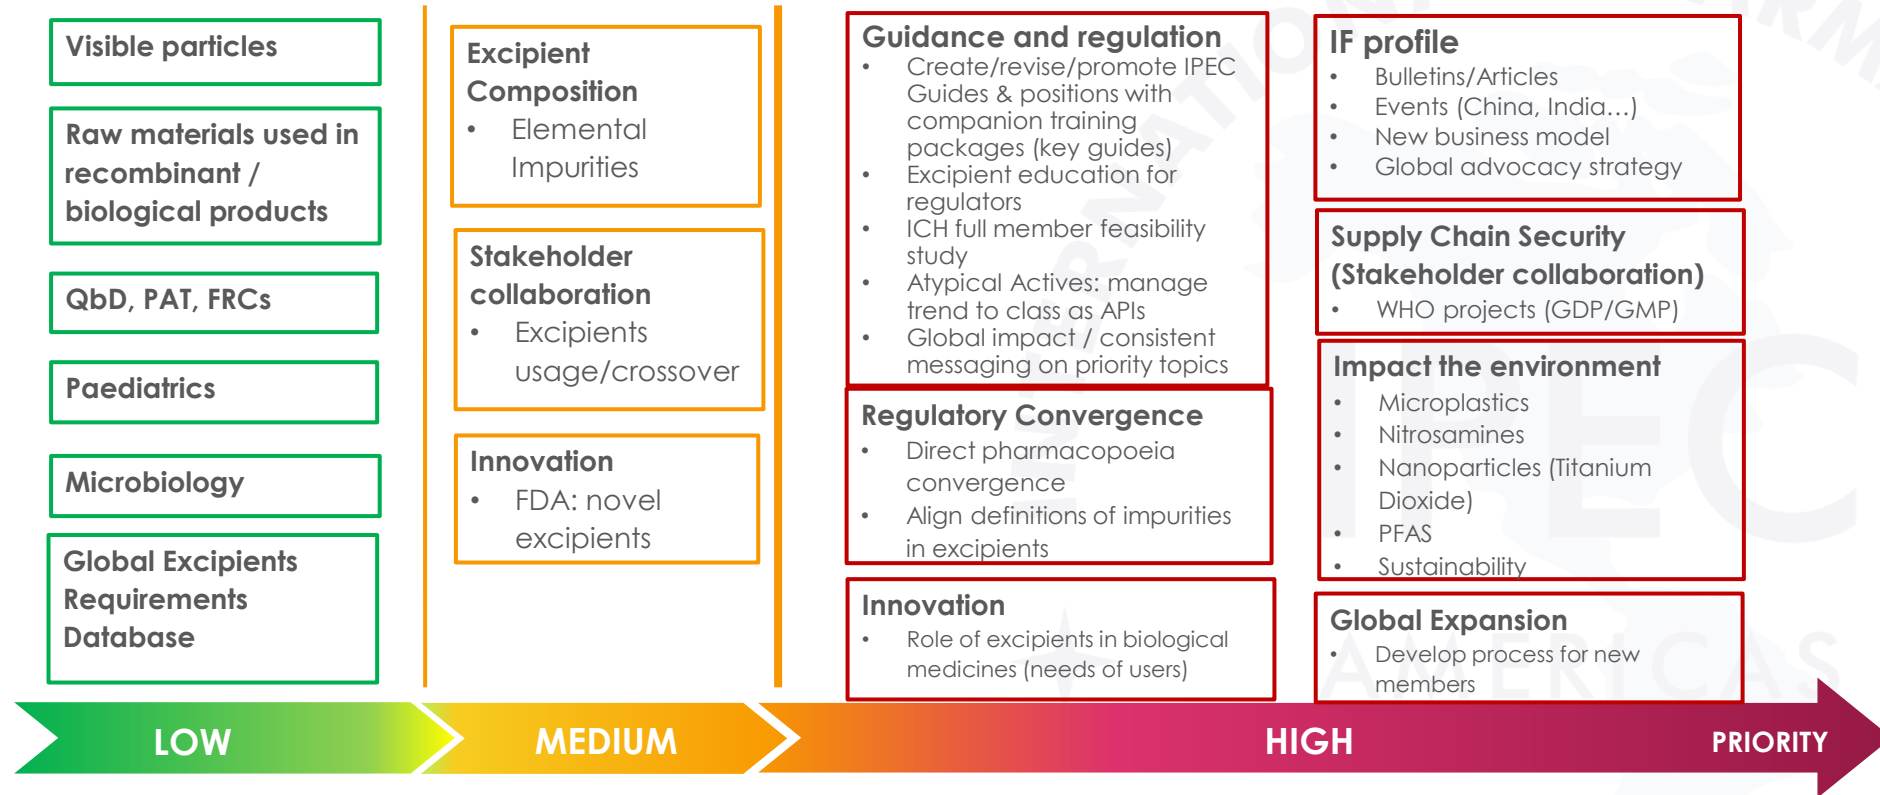 Visible particles
Raw materials used in
recombinant /
biological products
QbD, PAT, FRCs
Paediatrics
Microbiology
Global Excipients
Requirements
Database
Excipient
Composition
• Elemental
Impurities
Stakeholder
collaboration
• Excipients
usage/crossover
Innovation
• FDA: novel
excipients
Guidance and regulation
• Create/revise/promote IPEC
Guides & positions with
companion training
packages (key guides)
• Excipient education for
regulators
• ICH full member feasibility
study
• Atypical Actives: manage
trend to class as APIs
• Global impact / consistent
messaging on priority topics
Regulatory Convergence
• Direct pharmacopoeia
convergence
• Align definitions of impurities
in excipients
Innovation
• Role of excipients in biological
medicines (needs of users)
IF profile
• Bulletins/Articles
• Events (China, India...)
• New business model
• Global advocacy strategy
Supply Chain Security
(Stakeholder collaboration)
• WHO projects (GDP/GMP)
Impact the environment
• Microplastics
• Nitrosamines
• Nanoparticles (Titanium
Dioxide)
• PFAS
• Sustainability
Global Expansion
• Develop process for new
members
LOW
MEDIUM
HIGH
PRIORITY
IPEC
AMERICAS